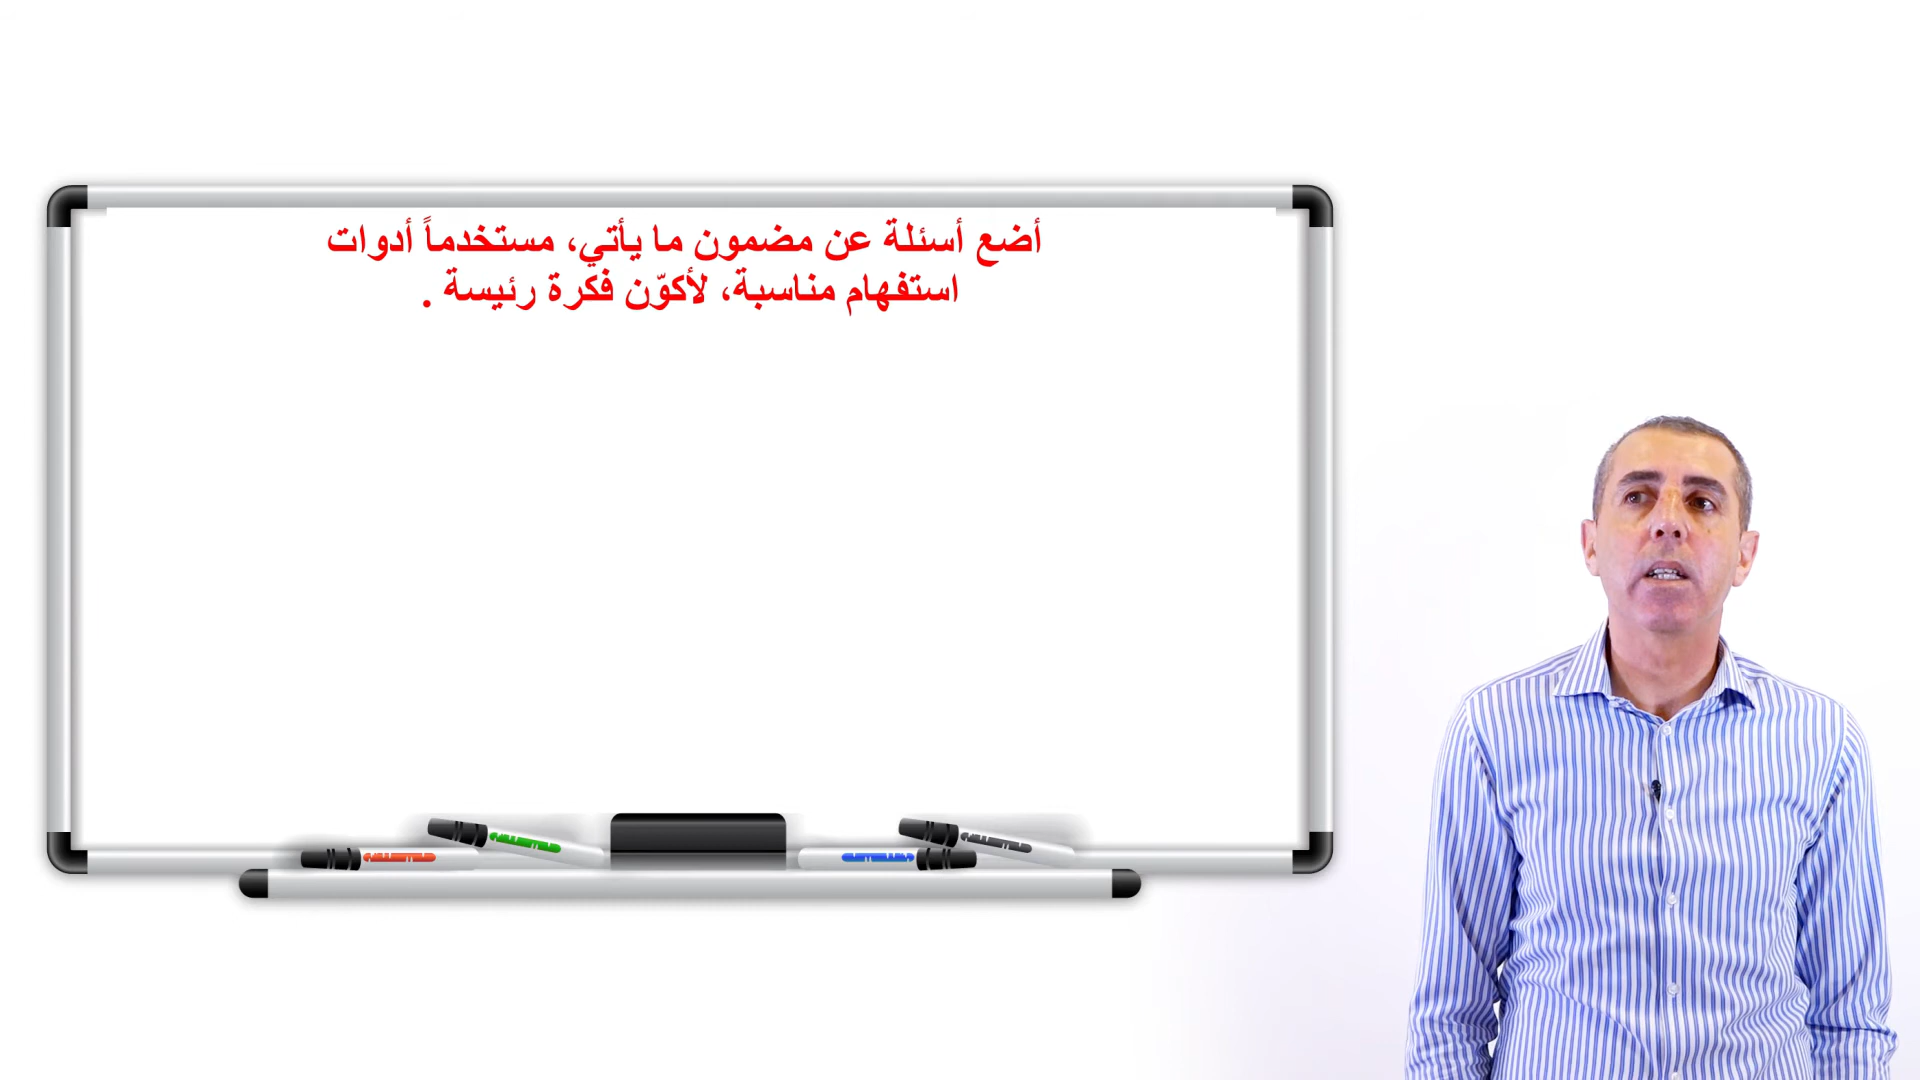 أضع أسئلة عن مضمون ما يأتي، مستخدماً أدوات
استفهام مناسبة، لأكوّن فكرة رئيسة .